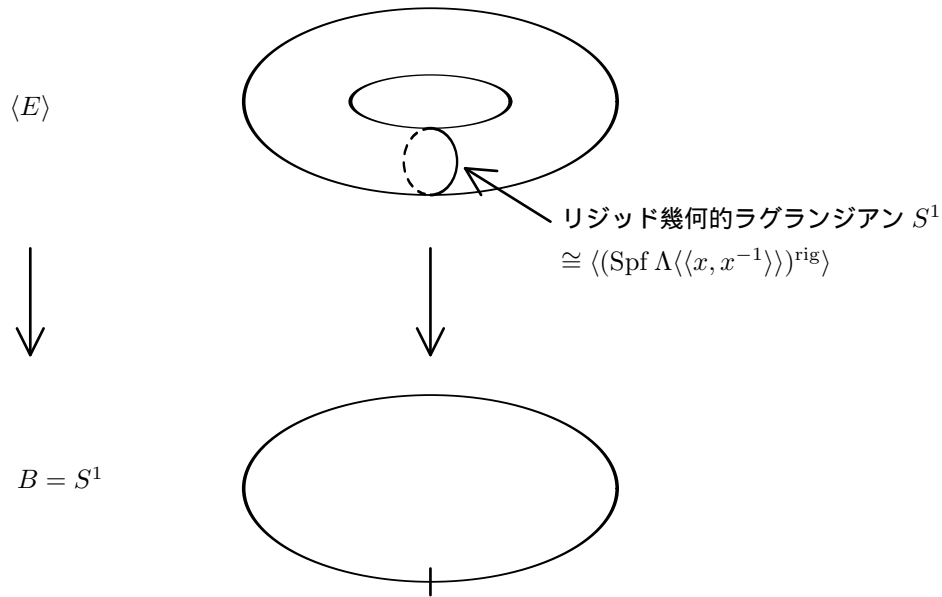 ⟨E⟩
リジッド幾何的ラグランジアン S¹
≅ ⟨(Spf Λ⟨⟨x, x⁻¹⟩⟩)ʳⁱᵍ⟩
B = S¹